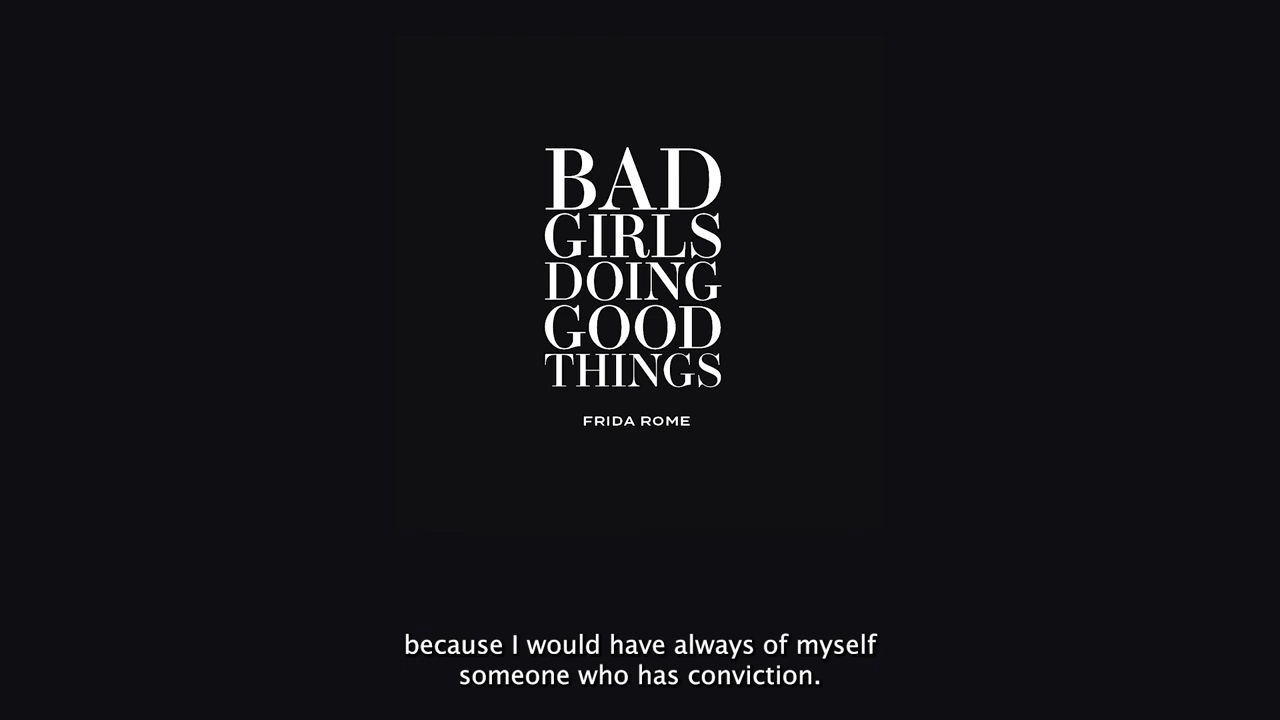 BAD
GIRLS
DOING
GOOD
THINGS
FRIDA ROME
because I would have always of myself
someone who has conviction.